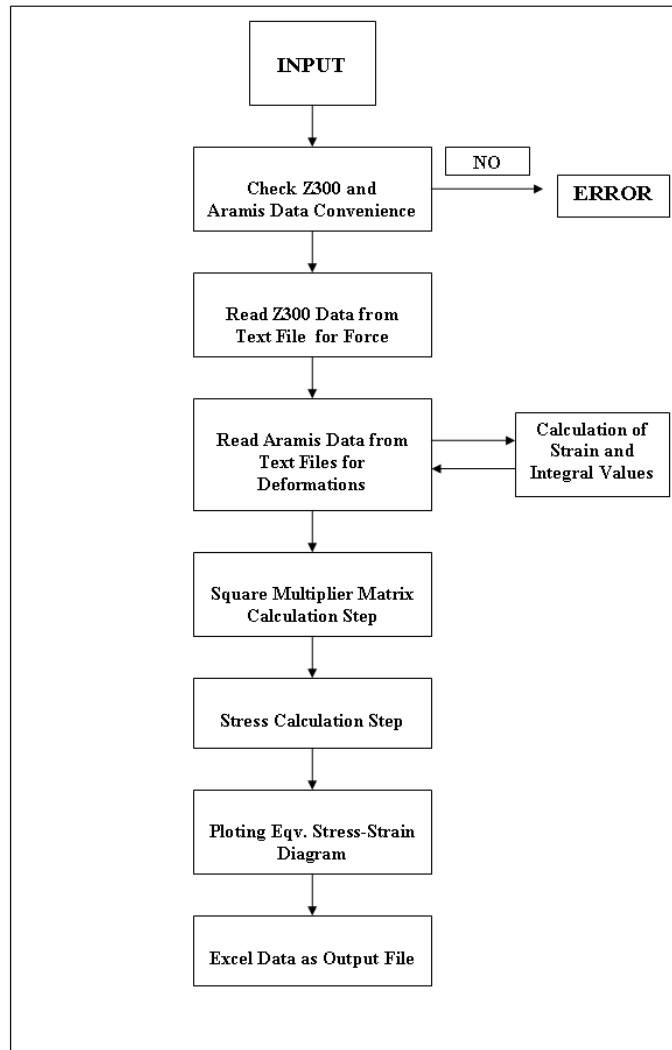 INPUT
Check Z300 and
Aramis Data Convenience
NO
ERROR
Read Z300 Data from
Text File for Force
Read Aramis Data from
Text Files for
Deformations
Calculation of
Strain and
Integral Values
Square Multiplier Matrix
Calculation Step
Stress Calculation Step
Ploting Eqv. Stress-Strain
Diagram
Excel Data as Output File